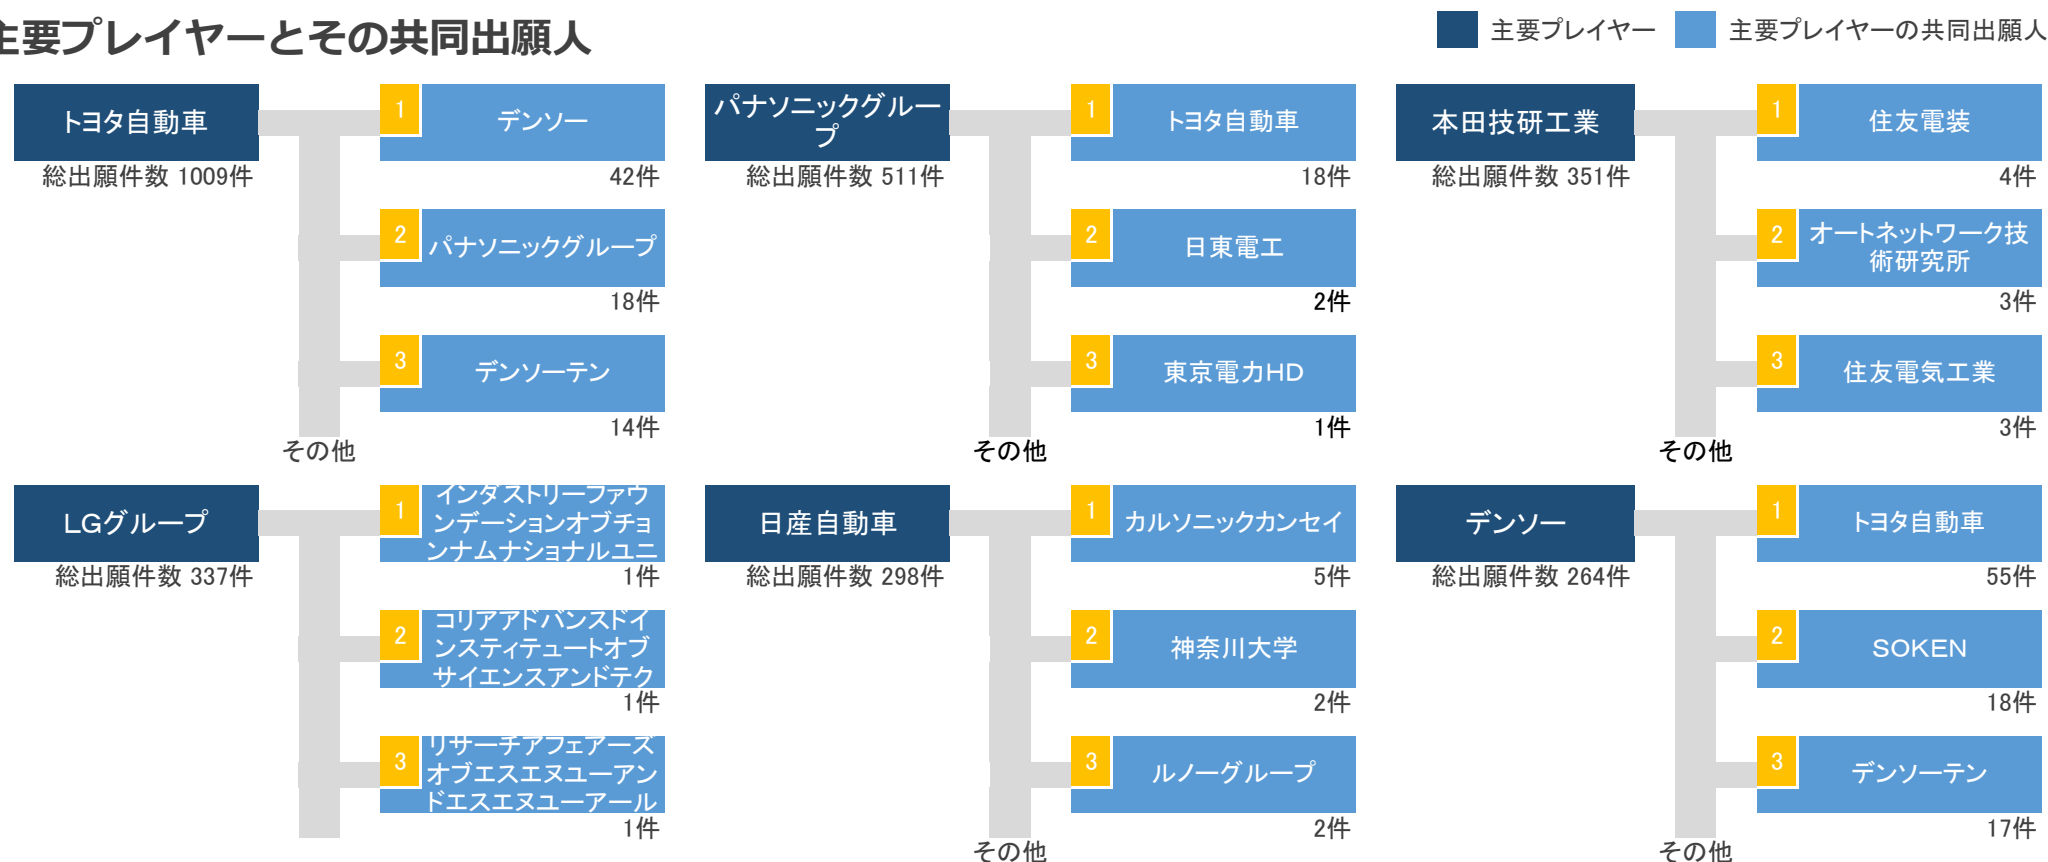 主要プレイヤーとその共同出願人
主要プレイヤー
主要プレイヤーの共同出願人
トヨタ自動車
総出願件数 1009件
1
デンソー
42件
2
パナソニックグループ
18件
3
デンソーテン
14件
その他
パナソニックグルー
プ
総出願件数 511件
1
トヨタ自動車
18件
2
日東電工
2件
3
東京電力HD
1件
その他
本田技研工業
総出願件数 351件
1
住友電装
4件
2
オートネットワーク技
術研究所
3件
3
住友電気工業
3件
その他
LGグループ
総出願件数 337件
1
インダストリーファウ
ンデーションオブチョ
ンナムナショナルユニ
1件
2
コリアアドバンスドイ
ンスティテュートオブ
サイエンスアンドテク
1件
3
リサーチアフェアーズ
オブエスエヌユーアン
ドエスエヌユーアール
1件
日産自動車
総出願件数 298件
1
カルソニックカンセイ
5件
2
神奈川大学
2件
3
ルノーグループ
2件
その他
デンソー
総出願件数 264件
1
トヨタ自動車
55件
2
SOKEN
18件
3
デンソーテン
17件
その他